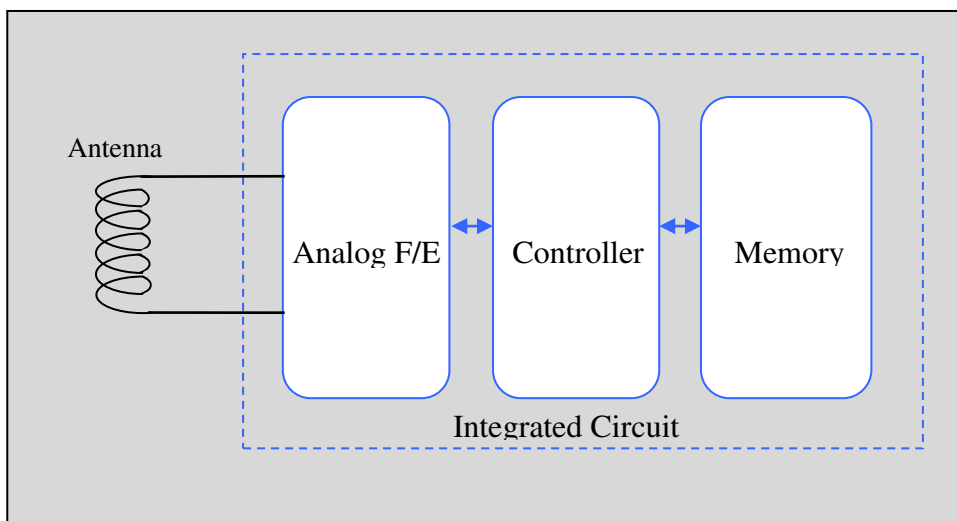 Antenna
Analog F/E
Controller
Memory
Integrated Circuit